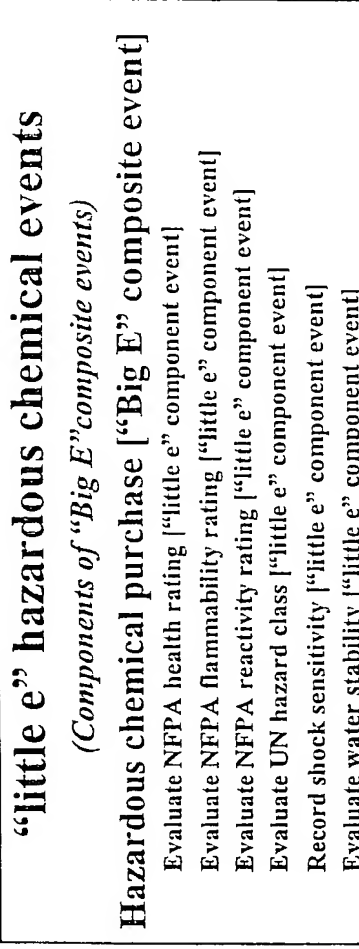 “little e” hazardous chemical events
(Components of “Big E”composite events)
Hazardous chemical purchase [“Big E” composite event]
Evaluate NFPA health rating [“little e” component event]
Evaluate NFPA flammability rating [“little e” component event]
Evaluate NFPA reactivity rating [“little e” component event]
Evaluate UN hazard class [“little e” component event]
Record shock sensitivity [“little e” component event]
Evaluate water stability [“little e” component event]